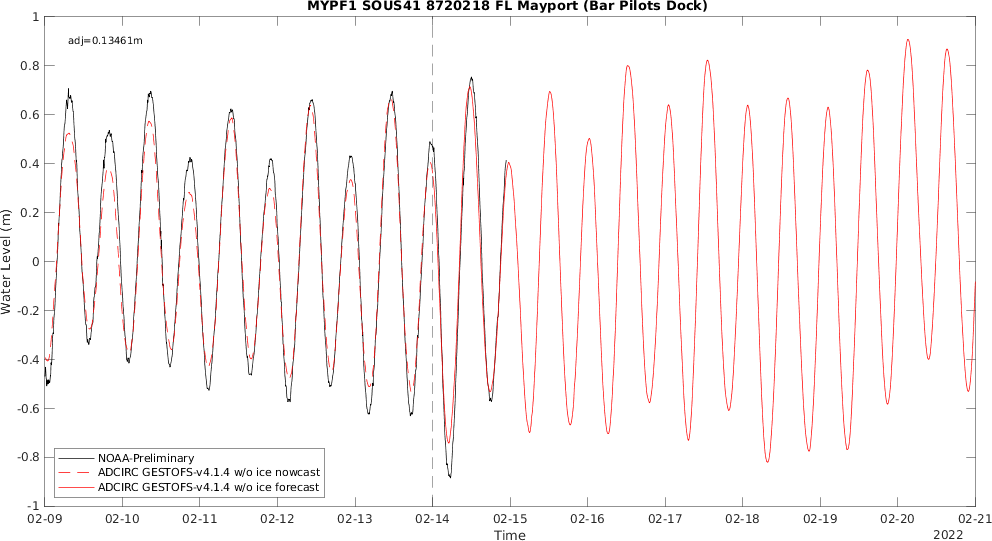 MYPF1 SOUS41 8720218 FL Mayport (Bar Pilots Dock)
adj=0.13461m
1
0.8
0.6
0.4
0.2
0
-0.2
-0.4
-0.6
-0.8
-1
Water Level (m)
NOAA-Preliminary
ADCIRC GESTOFS-v4.1.4 w/o ice nowcast
ADCIRC GESTOFS-v4.1.4 w/o ice forecast
02-09 02-10 02-11 02-12 02-13 02-14 02-15 02-16 02-17 02-18 02-19 02-20 02-21
Time
2022